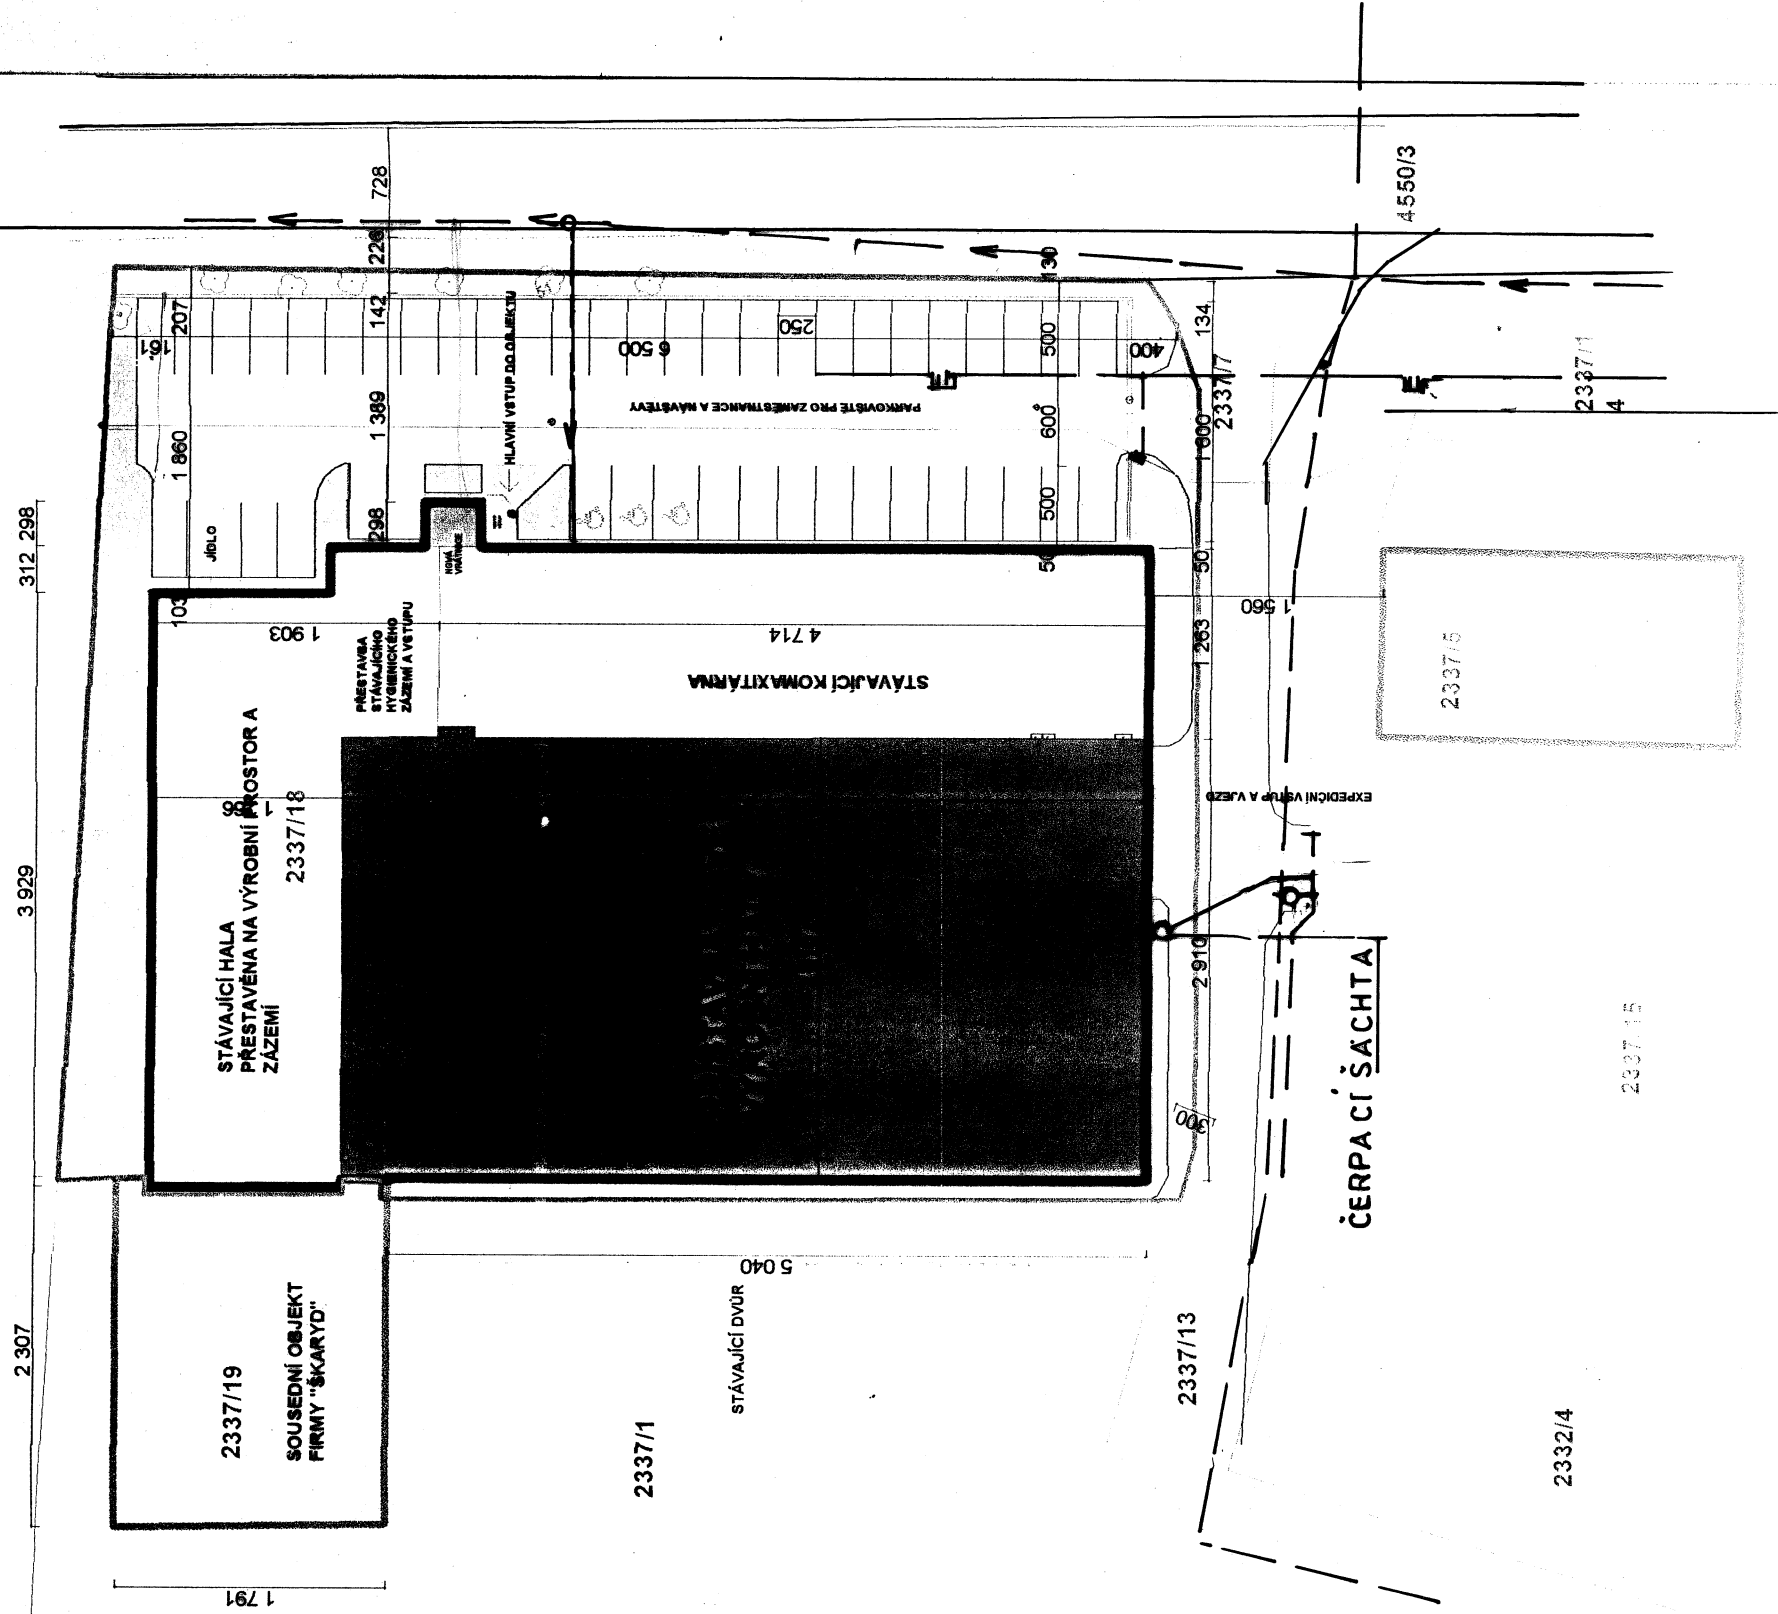 728
226
142
1 389
298
207
1 860
103
161
6 500
250
130
500
600
500
50
400
134
1 800
50
1 263
2 910
300
1 560
4550/3
2337/7
2337/1
4
2337/5
2337/15
2332/4
2337/13
HLAVNÍ VSTUP DO OBJEKTU
PARKOVIŠTĚ PRO ZAMĚSTNANCE A NÁVŠTĚVY
JÍDLO
NOVÁ
VRÁTNICE
298
312
3 929
2 307
1 903
4 714
PŘESTAVBA
STÁVAJÍCÍHO
HYGIENICKÉHO
ZÁZEMÍ A VSTUPU
STÁVAJÍCÍ KOMAXITÁRNA
STÁVAJÍCÍ HALA
PŘESTAVĚNA NA VÝROBNÍ PROSTOR A
ZÁZEMÍ
2337/18
EXPEDIČNÍ VSTUP A VJEZD
ČERPACÍ ŠACHTA
5 040
STÁVAJÍCÍ DVŮR
2337/1
2337/19
SOUSEDNÍ OBJEKT
FIRMY "ŠKARYD"
1 791